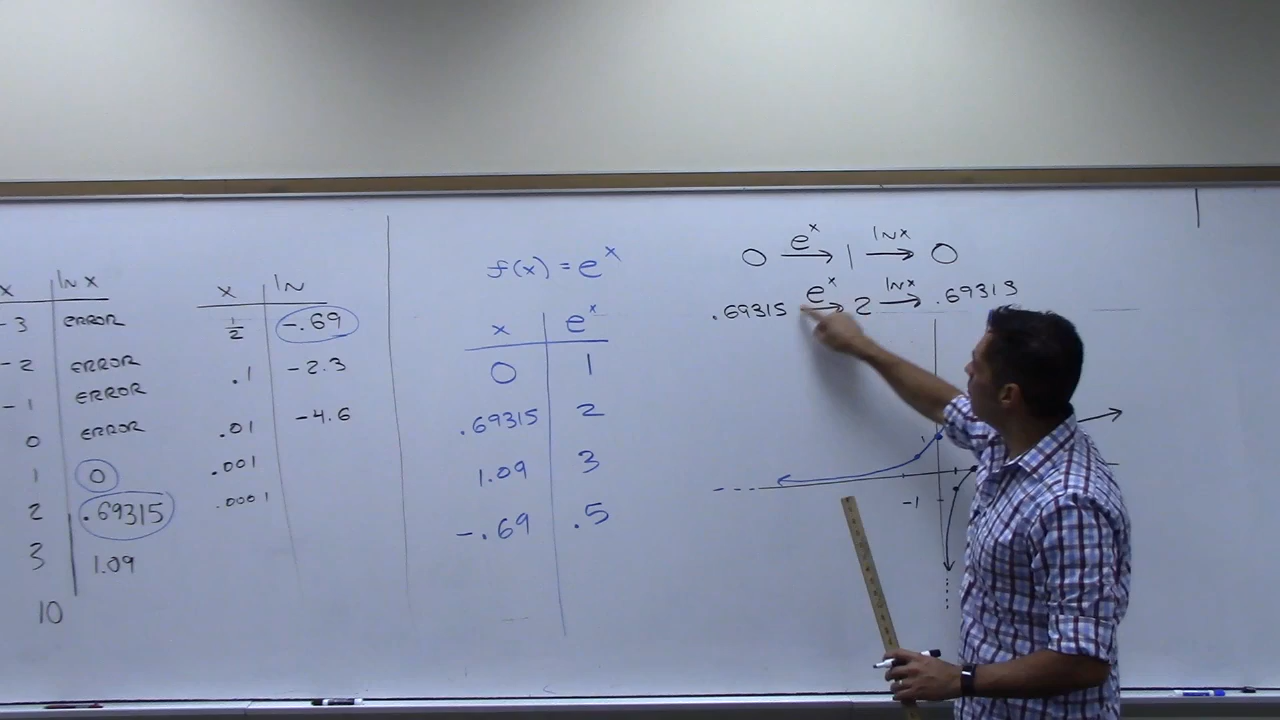 x | ln x
-3 | ERROR
-2 | ERROR
-1 | ERROR
0 | ERROR
1 | 0
2 | .69315
3 | 1.09
10
x | ln
1/2 | -.69
.1 | -2.3
.01 | -4.6
.001
.0001
f(x) = e^x
x | e^x
0 | 1
.69315 | 2
1.09 | 3
-.69 | .5
0 e^x→ 1 ln x→ 0
.69315 e^x→ 2 ln x→ .69313
1
-1